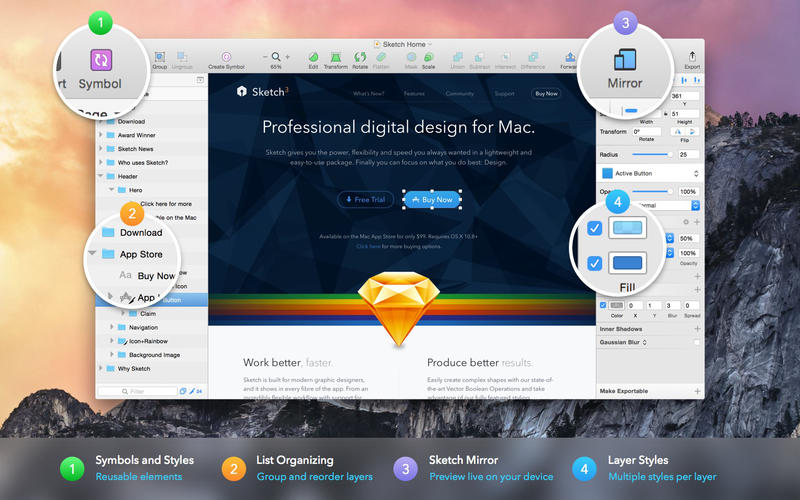 1
3
Sketch Home
Symbol
Group
Ungroup
Create Symbol
65%
Edit
Transform
Rotate
Flatten
Mask
Scale
Union
Subtract
Intersect
Difference
Mirror
Export
Download
Award Winner
Sketch News
Who uses Sketch?
Header
Hero
Click here for more
2
Download
App Store
Aa Buy Now
Claim
Navigation
Icon+Rainbow
Background Image
Why Sketch
Filter
34
Sketch3
What's New?
Features
Community
Support
Buy Now
Professional digital design for Mac.
Sketch gives you the power, flexibility and speed you always wanted in a lightweight and
easy-to-use package. Finally you can focus on what you do best: Design.
Free Trial
Buy Now
Available on the Mac App Store for only $99. Requires OS X 10.8+
Click here for more buying options.
Work better, faster.
Sketch is built for modern graphic designers,
and it shows in every fibre of the app. From an
incredibly flexible workflow with support for
Produce better results.
Easily create complex shapes with our state-of-
the-art Vector Boolean Operations and take
advantage of our fully featured styling
361
Y
51
Width
Height
Transform
0°
Rotate
Flip
Radius
25
Active Button
100%
4
50%
100%
Opacity
Fill
0
1
3
0
Color
X
Y
Blur
Spread
Inner Shadows
Gaussian Blur
Make Exportable
1
Symbols and Styles
Reusable elements
2
List Organizing
Group and reorder layers
3
Sketch Mirror
Preview live on your device
4
Layer Styles
Multiple styles per layer